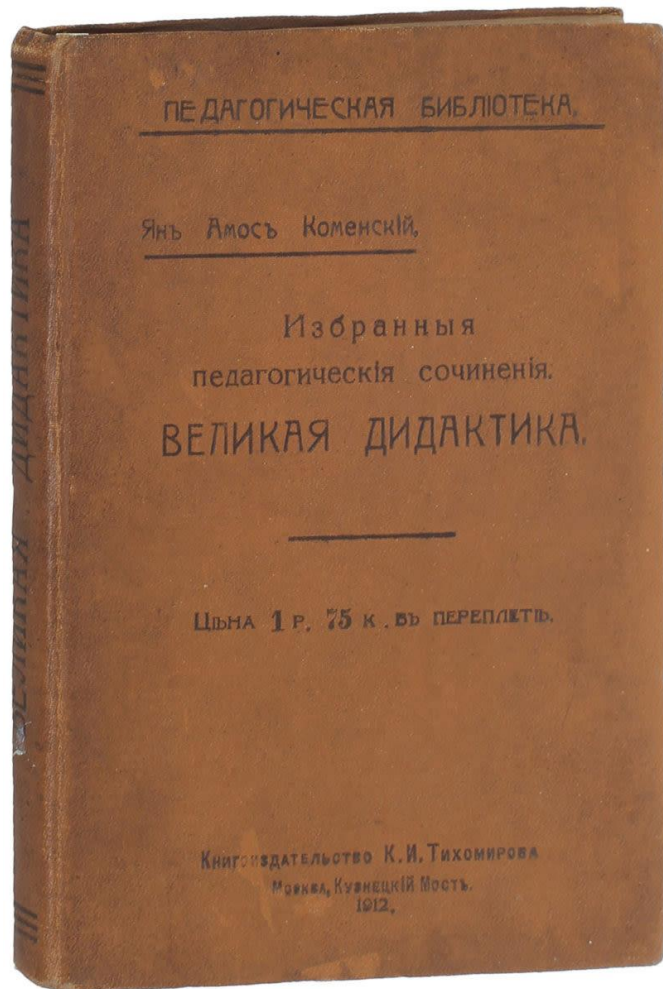 ПЕДАГОГИЧЕСКАЯ БИБЛІОТЕКА.
Янъ Амосъ Коменскій,
Избранныя
педагогическія сочиненія.
ВЕЛИКАЯ ДИДАКТИКА.
Цѣна 1 р. 75 к. въ переплетѣ.
Книгоиздательство К.И.Тихомирова
Москва, Кузнецкій Мостъ.
1912.
ВЕЛИКАЯ . ДИДАКТИКА